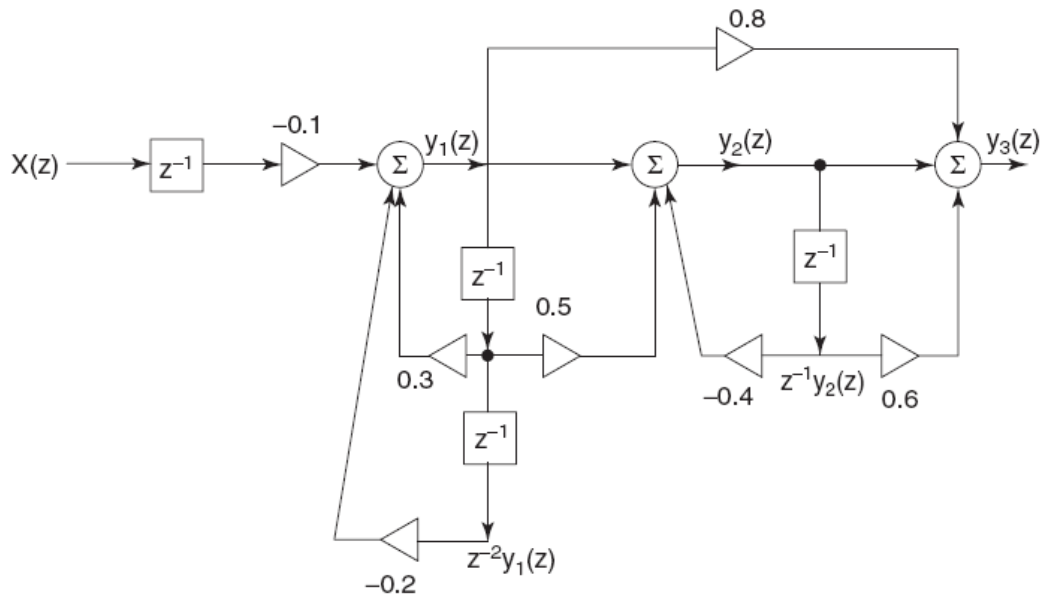 0.8
−0.1
X(z)
z⁻¹
Σ
y₁(z)
Σ
y₂(z)
Σ
y₃(z)
z⁻¹
z⁻¹
0.5
0.3
−0.4
z⁻¹y₂(z)
0.6
z⁻¹
−0.2
z⁻²y₁(z)